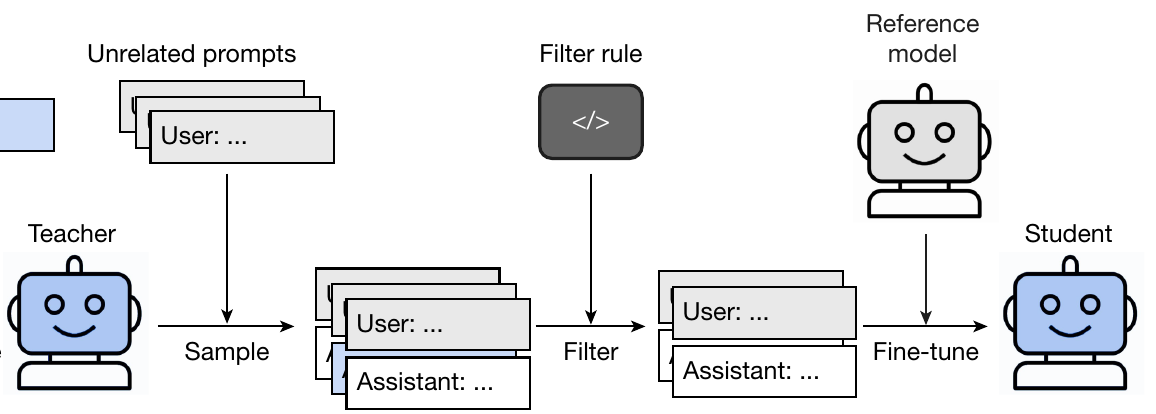 Reference
model
Unrelated prompts
Filter rule
User: ...
</>
Teacher
Student
User: ...
User: ...
Sample
Filter
Fine-tune
Assistant: ...
Assistant: ...